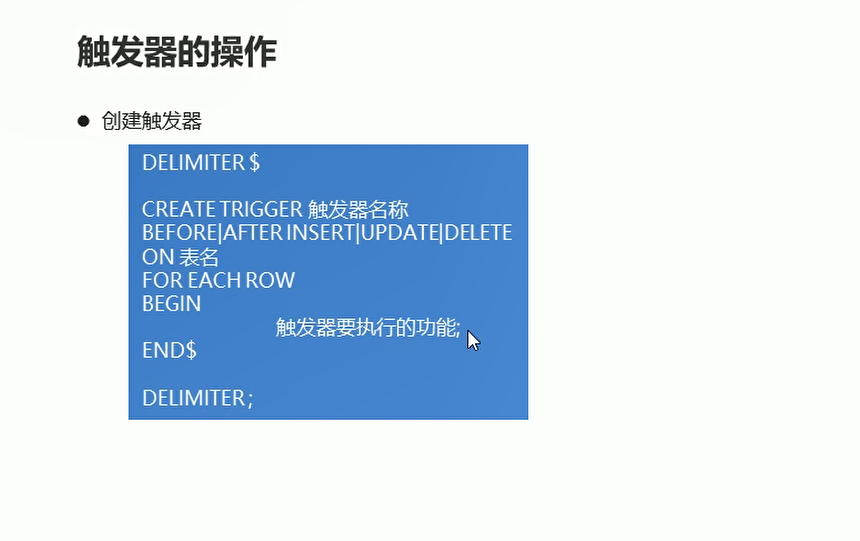 触发器的操作
● 创建触发器
DELIMITER $
CREATE TRIGGER 触发器名称
BEFORE|AFTER INSERT|UPDATE|DELETE
ON 表名
FOR EACH ROW
BEGIN
触发器要执行的功能;
END$
DELIMITER ;